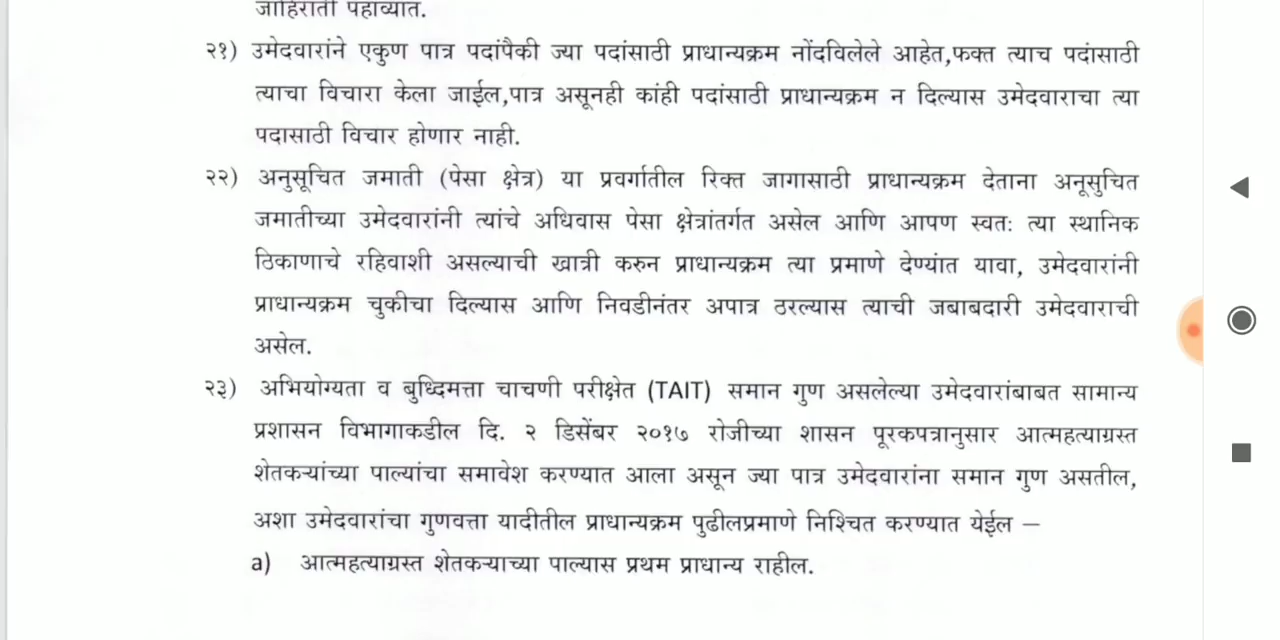 जाहिराती पहाव्यात.
२१) उमेदवारांने एकुण पात्र पदांपैकी ज्या पदांसाठी प्राधान्यक्रम नोंदविलेले आहेत,फक्त त्याच पदांसाठी
त्याचा विचारा केला जाईल,पात्र असूनही कांही पदांसाठी प्राधान्यक्रम न दिल्यास उमेदवाराचा त्या
पदासाठी विचार होणार नाही.
२२) अनुसूचित जमाती (पेसा क्षेत्र) या प्रवर्गातील रिक्त जागासाठी प्राधान्यक्रम देताना अनूसुचित
जमातीच्या उमेदवारांनी त्यांचे अधिवास पेसा क्षेत्रांतर्गत असेल आणि आपण स्वतः त्या स्थानिक
ठिकाणाचे रहिवाशी असल्याची खात्री करुन प्राधान्यक्रम त्या प्रमाणे देण्यांत यावा, उमेदवारांनी
प्राधान्यक्रम चुकीचा दिल्यास आणि निवडीनंतर अपात्र ठरल्यास त्याची जबाबदारी उमेदवाराची
असेल.
२३) अभियोग्यता व बुध्दिमत्ता चाचणी परीक्षेत (TAIT) समान गुण असलेल्या उमेदवारांबाबत सामान्य
प्रशासन विभागाकडील दि. २ डिसेंबर २०१७ रोजीच्या शासन पूरकपत्रानुसार आत्महत्याग्रस्त
शेतकऱ्यांच्या पाल्यांचा समावेश करण्यात आला असून ज्या पात्र उमेदवारांना समान गुण असतील,
अशा उमेदवारांचा गुणवत्ता यादीतील प्राधान्यक्रम पुढीलप्रमाणे निश्चित करण्यात येईल –
a) आत्महत्याग्रस्त शेतकऱ्याच्या पाल्यास प्रथम प्राधान्य राहील.